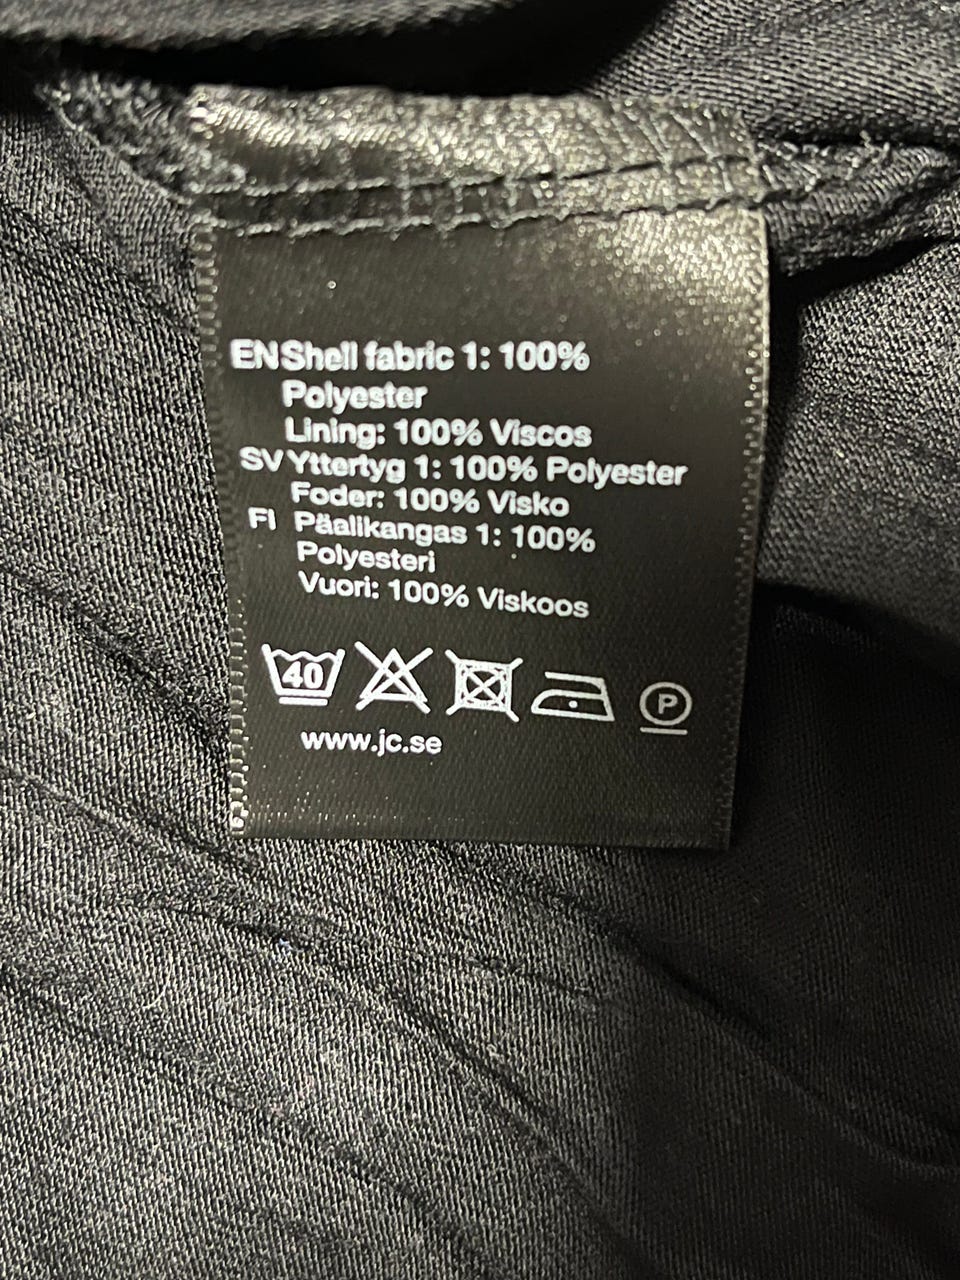 EN Shell fabric 1: 100%
Polyester
Lining: 100% Viscos
SV Yttertyg 1: 100% Polyester
Foder: 100% Visko
FI Päalikangas 1: 100%
Polyesteri
Vuori: 100% Viskoos
40 P
www.jc.se